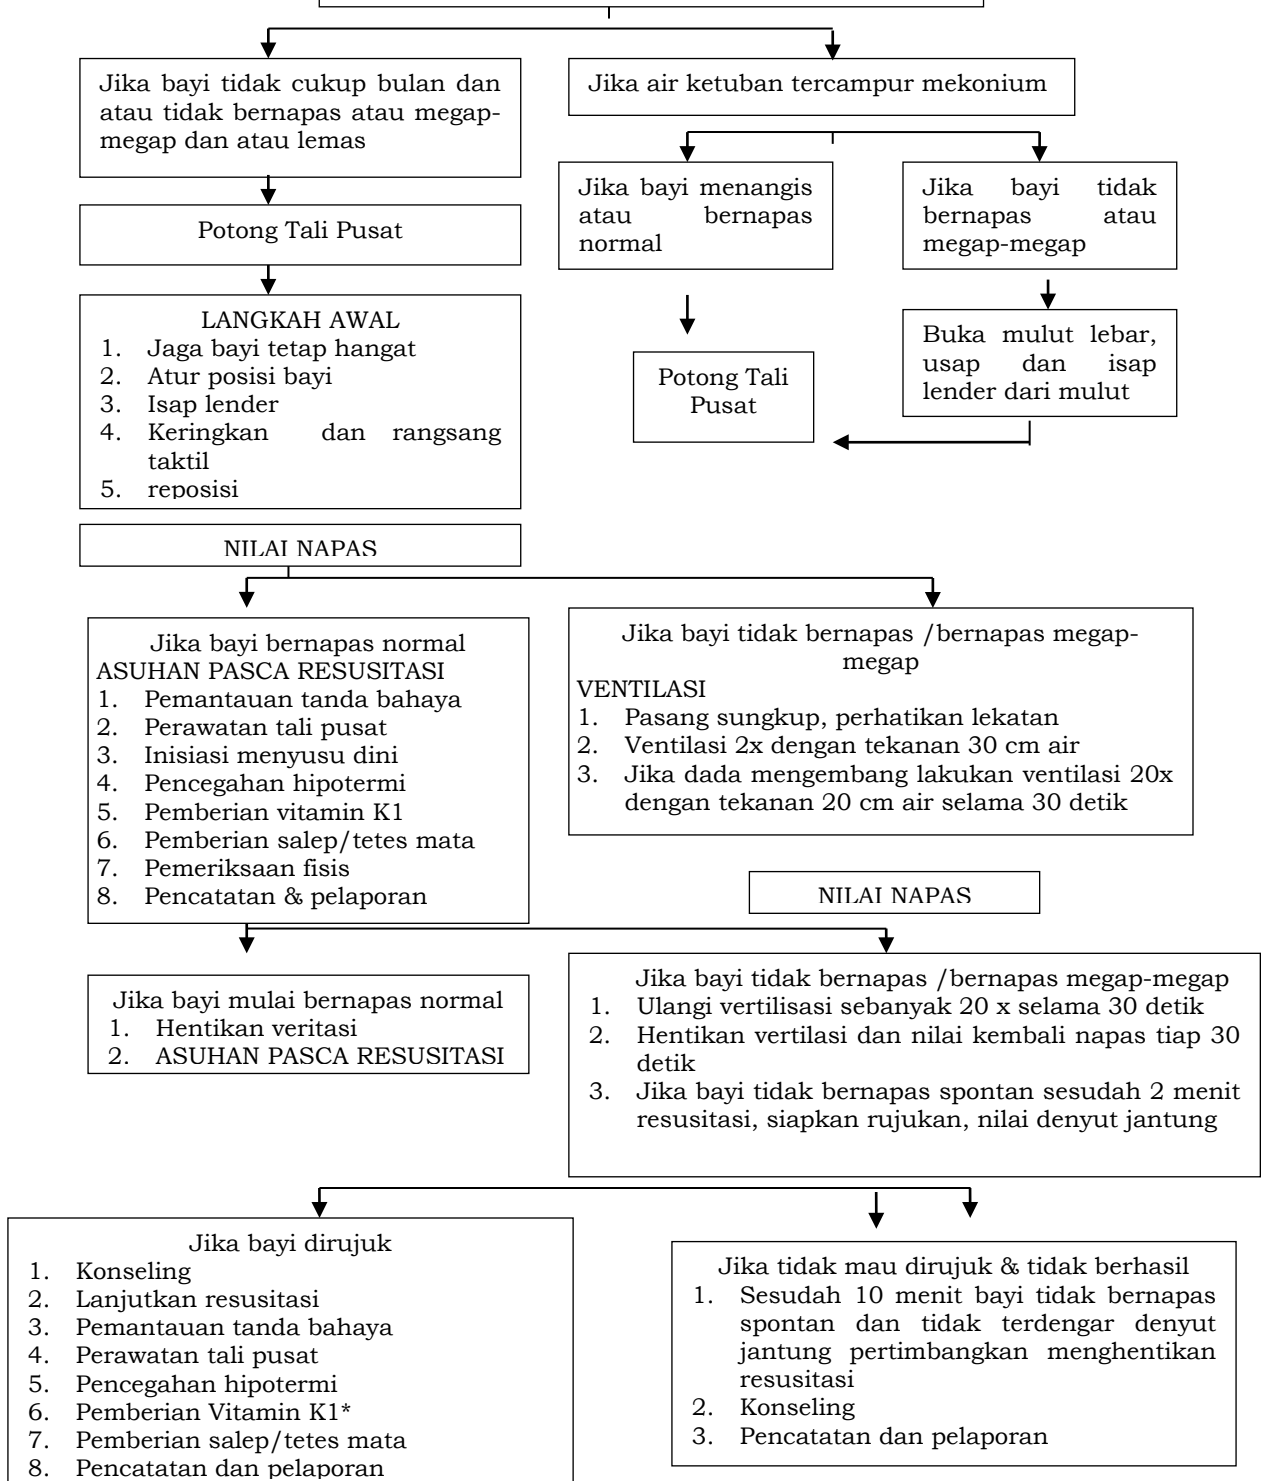 Jika bayi tidak cukup bulan dan
atau tidak bernapas atau megap-
megap dan atau lemas
Jika air ketuban tercampur mekonium
Jika bayi menangis
atau bernapas
normal
Jika bayi tidak
bernapas atau
megap-megap
Potong Tali Pusat
LANGKAH AWAL
1. Jaga bayi tetap hangat
2. Atur posisi bayi
3. Isap lender
4. Keringkan dan rangsang
taktil
5. reposisi
Potong Tali
Pusat
Buka mulut lebar,
usap dan isap
lender dari mulut
NILAI NAPAS
Jika bayi bernapas normal
ASUHAN PASCA RESUSITASI
1. Pemantauan tanda bahaya
2. Perawatan tali pusat
3. Inisiasi menyusu dini
4. Pencegahan hipotermi
5. Pemberian vitamin K1
6. Pemberian salep/tetes mata
7. Pemeriksaan fisis
8. Pencatatan & pelaporan
Jika bayi tidak bernapas /bernapas megap-
megap
VENTILASI
1. Pasang sungkup, perhatikan lekatan
2. Ventilasi 2x dengan tekanan 30 cm air
3. Jika dada mengembang lakukan ventilasi 20x
dengan tekanan 20 cm air selama 30 detik
NILAI NAPAS
Jika bayi mulai bernapas normal
1. Hentikan veritasi
2. ASUHAN PASCA RESUSITASI
Jika bayi tidak bernapas /bernapas megap-megap
1. Ulangi vertilisasi sebanyak 20 x selama 30 detik
2. Hentikan vertilasi dan nilai kembali napas tiap 30
detik
3. Jika bayi tidak bernapas spontan sesudah 2 menit
resusitasi, siapkan rujukan, nilai denyut jantung
Jika bayi dirujuk
1. Konseling
2. Lanjutkan resusitasi
3. Pemantauan tanda bahaya
4. Perawatan tali pusat
5. Pencegahan hipotermi
6. Pemberian Vitamin K1*
7. Pemberian salep/tetes mata
8. Pencatatan dan pelaporan
Jika tidak mau dirujuk & tidak berhasil
1. Sesudah 10 menit bayi tidak bernapas
spontan dan tidak terdengar denyut
jantung pertimbangkan menghentikan
resusitasi
2. Konseling
3. Pencatatan dan pelaporan